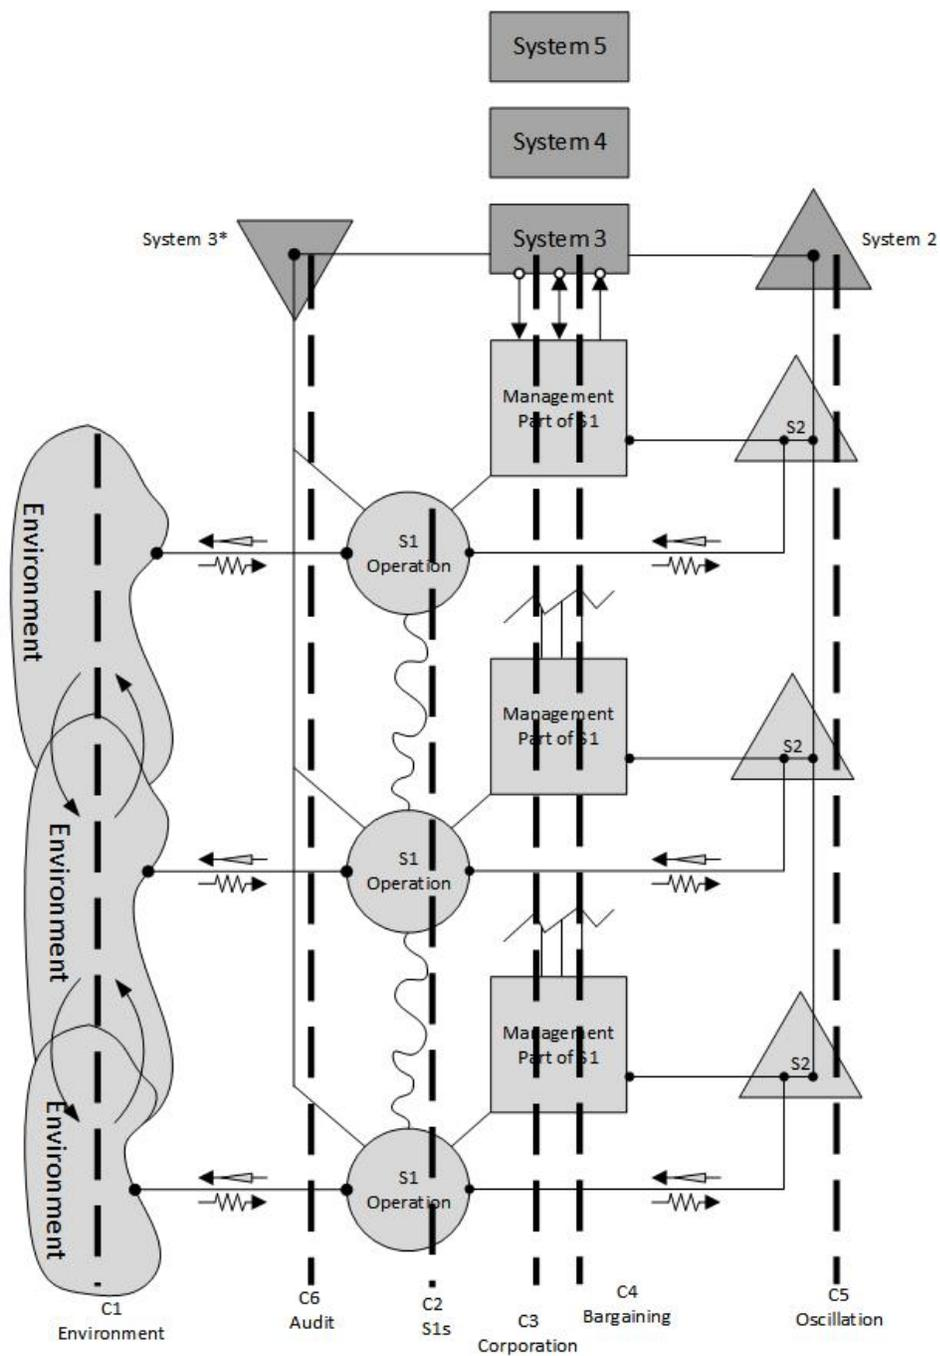 System 5
System 4
System 3*
System 3
System 2
Management
Part of S1
S2
Environment
S1
Operation
Management
Part of S1
S2
Environment
S1
Operation
Management
Part of S1
S2
Environment
S1
Operation
C1
Environment
C6
Audit
C2
S1s
C3
Corporation
C4
Bargaining
C5
Oscillation